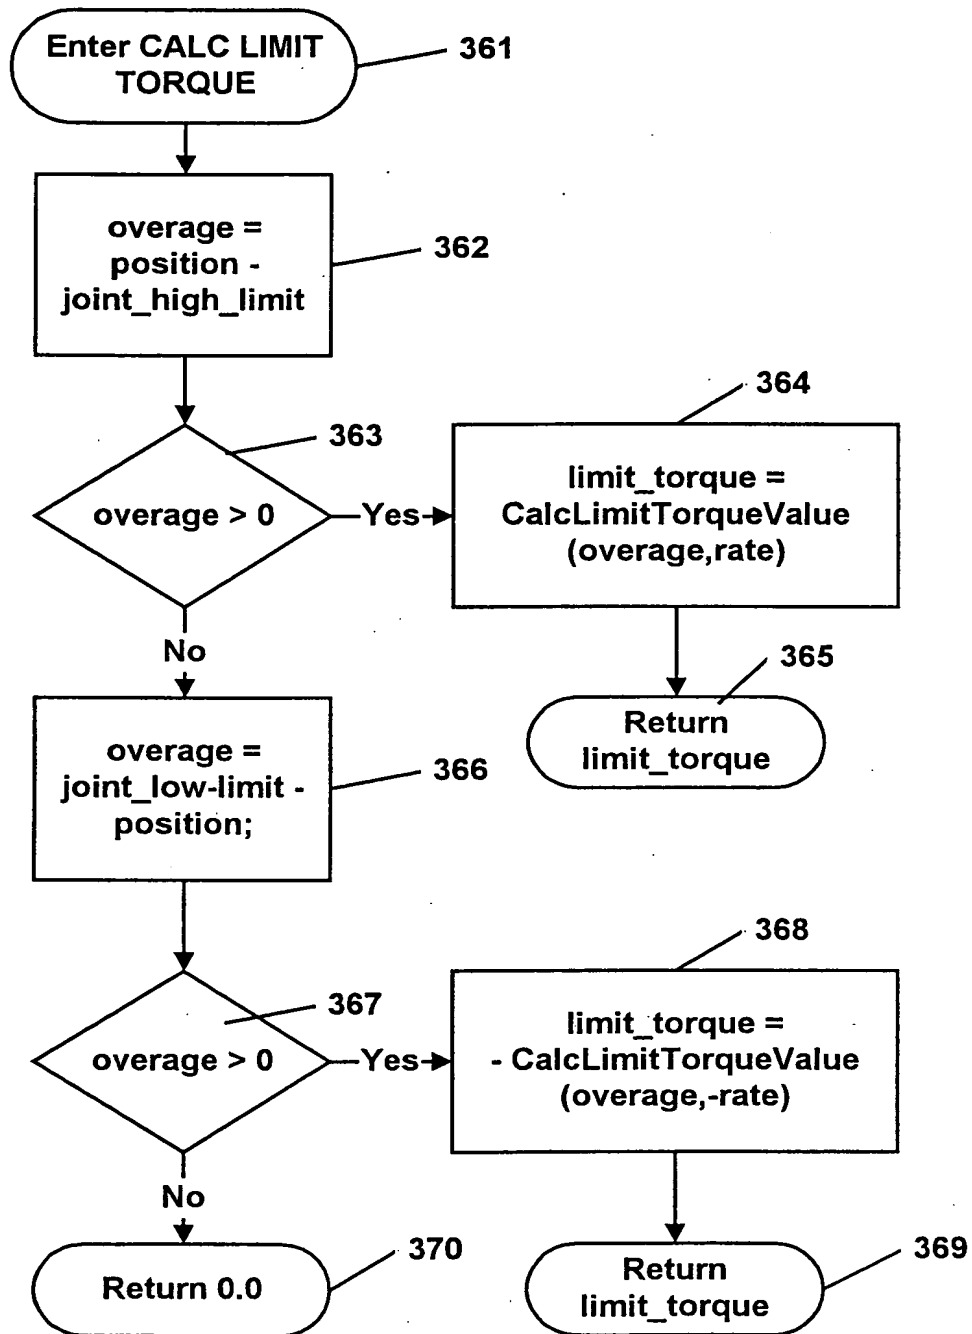 Enter CALC LIMIT
TORQUE
361
overage =
position -
joint_high_limit
362
363
overage > 0
Yes
364
limit_torque =
CalcLimitTorqueValue
(overage,rate)
No
365
Return
limit_torque
overage =
joint_low-limit -
position;
366
367
overage > 0
Yes
368
limit_torque =
- CalcLimitTorqueValue
(overage,-rate)
No
370
Return 0.0
369
Return
limit_torque